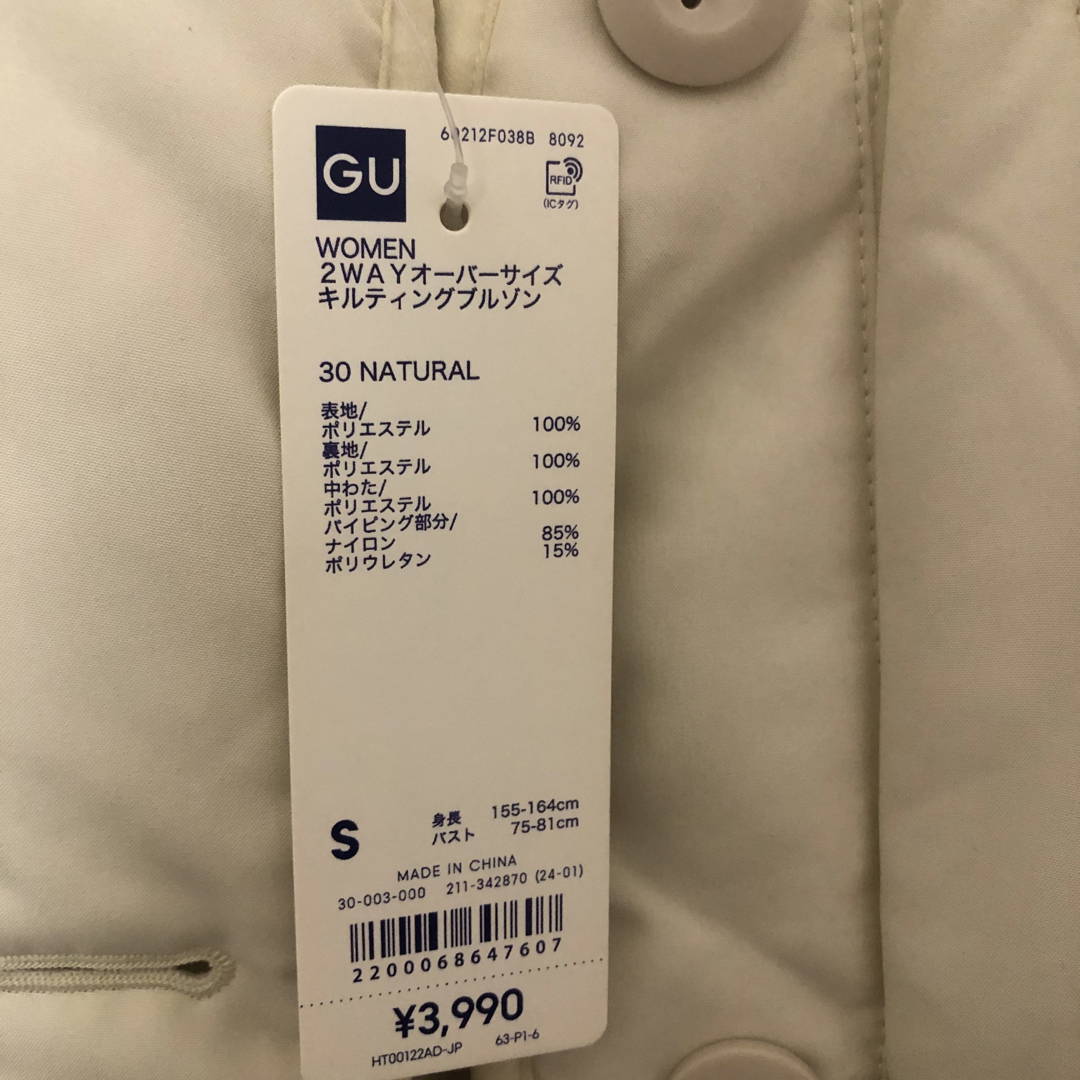 60212F038B 8092
GU
RFID
(ICタグ)
WOMEN
2WAYオーバーサイズ
キルティングブルゾン
30 NATURAL
表地/
ポリエステル 100%
裏地/
ポリエステル 100%
中わた/
ポリエステル 100%
パイピング部分/
ナイロン 85%
ポリウレタン 15%
S
身長 155-164cm
バスト 75-81cm
MADE IN CHINA
30-003-000 211-342870 (24-01)
2200068647607
¥3,990
HT00122AD-JP 63-P1-6